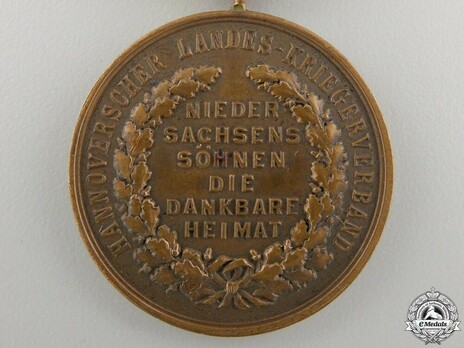 HANNOVERSCHER LANDES-KRIEGERVERBAND
NIEDER
SACHSENS
SÖHNEN
DIE
DANKBARE
HEIMAT
eMedals